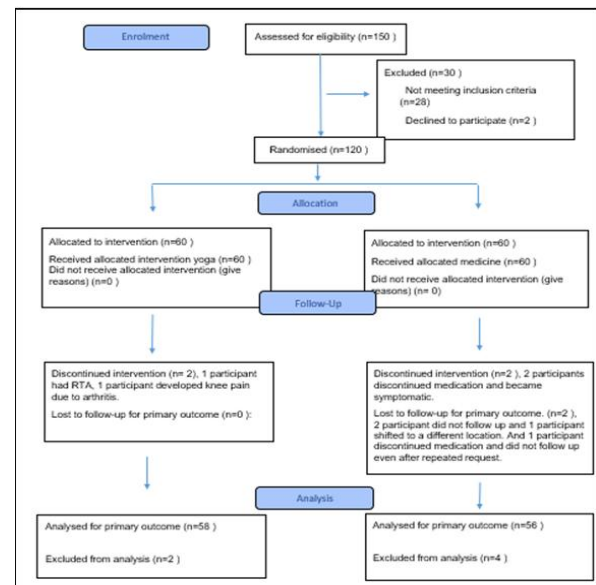 Enrolment
Assessed for eligibility (n=150 )
Excluded (n=30 )
Not meeting inclusion criteria
(n=28)
Declined to participate (n=2 )
Randomised (n=120 )
Allocation
Allocated to intervention (n=60 )
Received allocated intervention yoga (n=60 )
Did not receive allocated intervention (give
reasons) (n=0 )
Allocated to intervention (n=60 )
Received allocated medicine (n=60 )
Did not receive allocated intervention (give
reasons) (n= 0)
Follow-Up
Discontinued intervention (n= 2), 1 participant
had RTA, 1 participant developed knee pain
due to arthritis.
Lost to follow-up for primary outcome (n=0 ):
Discontinued intervention (n=2 ), 2 participants
discontinued medication and became
symptomatic.
Lost to follow-up for primary outcome. (n=2 ),
2 participant did not follow up and 1 participant
shifted to a different location. And 1 participant
discontinued medication and did not follow up
even after repeated request.
Analysis
Analysed for primary outcome (n=58 )
Excluded from analysis (n=2 )
Analysed for primary outcome (n=56 )
Excluded from analysis (n=4 )